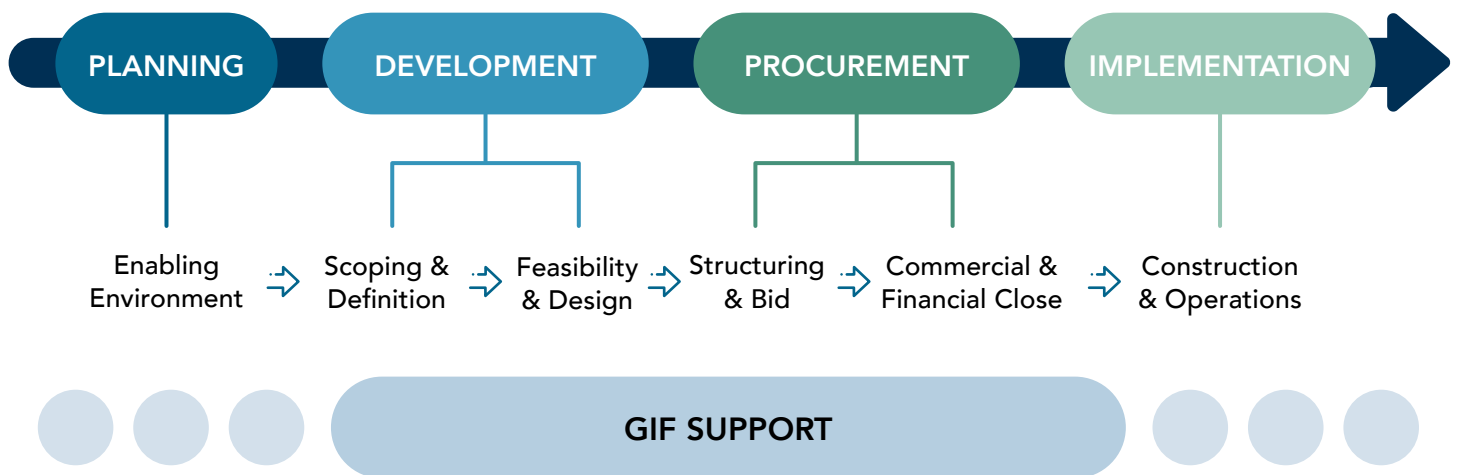 PLANNING
DEVELOPMENT
PROCUREMENT
IMPLEMENTATION
Enabling
Environment
Scoping &
Definition
Feasibility
& Design
Structuring
& Bid
Commercial &
Financial Close
Construction
& Operations
GIF SUPPORT